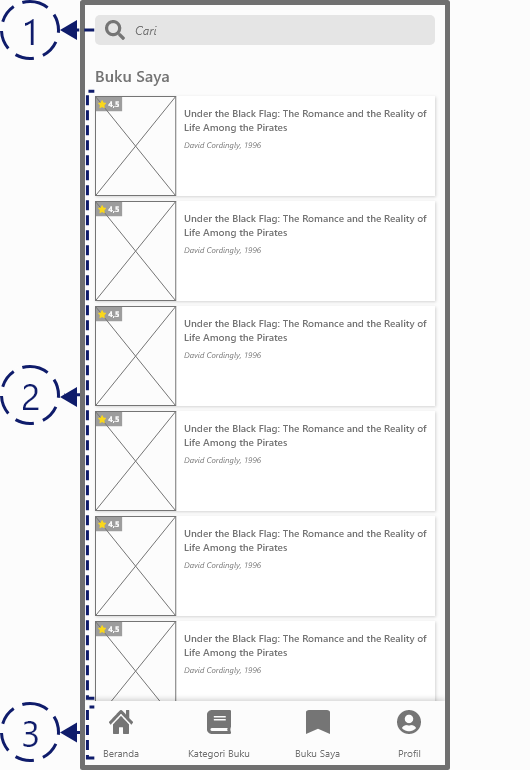 1
Cari
Buku Saya
4,5
Under the Black Flag: The Romance and the Reality of
Life Among the Pirates
David Cordingly, 1996
4,5
Under the Black Flag: The Romance and the Reality of
Life Among the Pirates
David Cordingly, 1996
4,5
Under the Black Flag: The Romance and the Reality of
Life Among the Pirates
David Cordingly, 1996
2
4,5
Under the Black Flag: The Romance and the Reality of
Life Among the Pirates
David Cordingly, 1996
4,5
Under the Black Flag: The Romance and the Reality of
Life Among the Pirates
David Cordingly, 1996
4,5
Under the Black Flag: The Romance and the Reality of
Life Among the Pirates
David Cordingly, 1996
3
Beranda Kategori Buku Buku Saya Profil